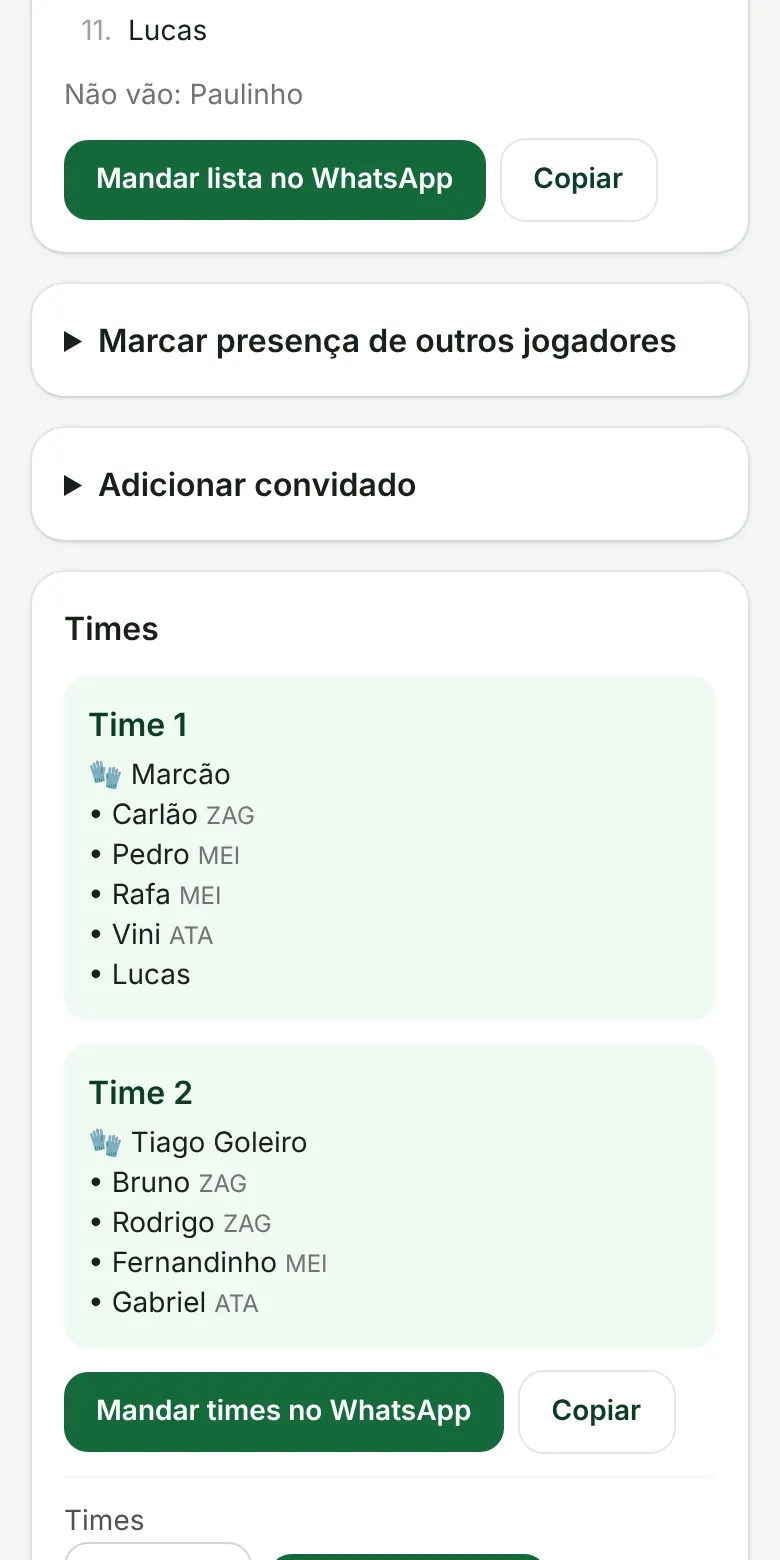 11. Lucas
Não vão: Paulinho
Mandar lista no WhatsApp Copiar
▶ Marcar presença de outros jogadores
▶ Adicionar convidado
Times
Time 1
🧤 Marcão
• Carlão ZAG
• Pedro MEI
• Rafa MEI
• Vini ATA
• Lucas
Time 2
🧤 Tiago Goleiro
• Bruno ZAG
• Rodrigo ZAG
• Fernandinho MEI
• Gabriel ATA
Mandar times no WhatsApp Copiar
Times